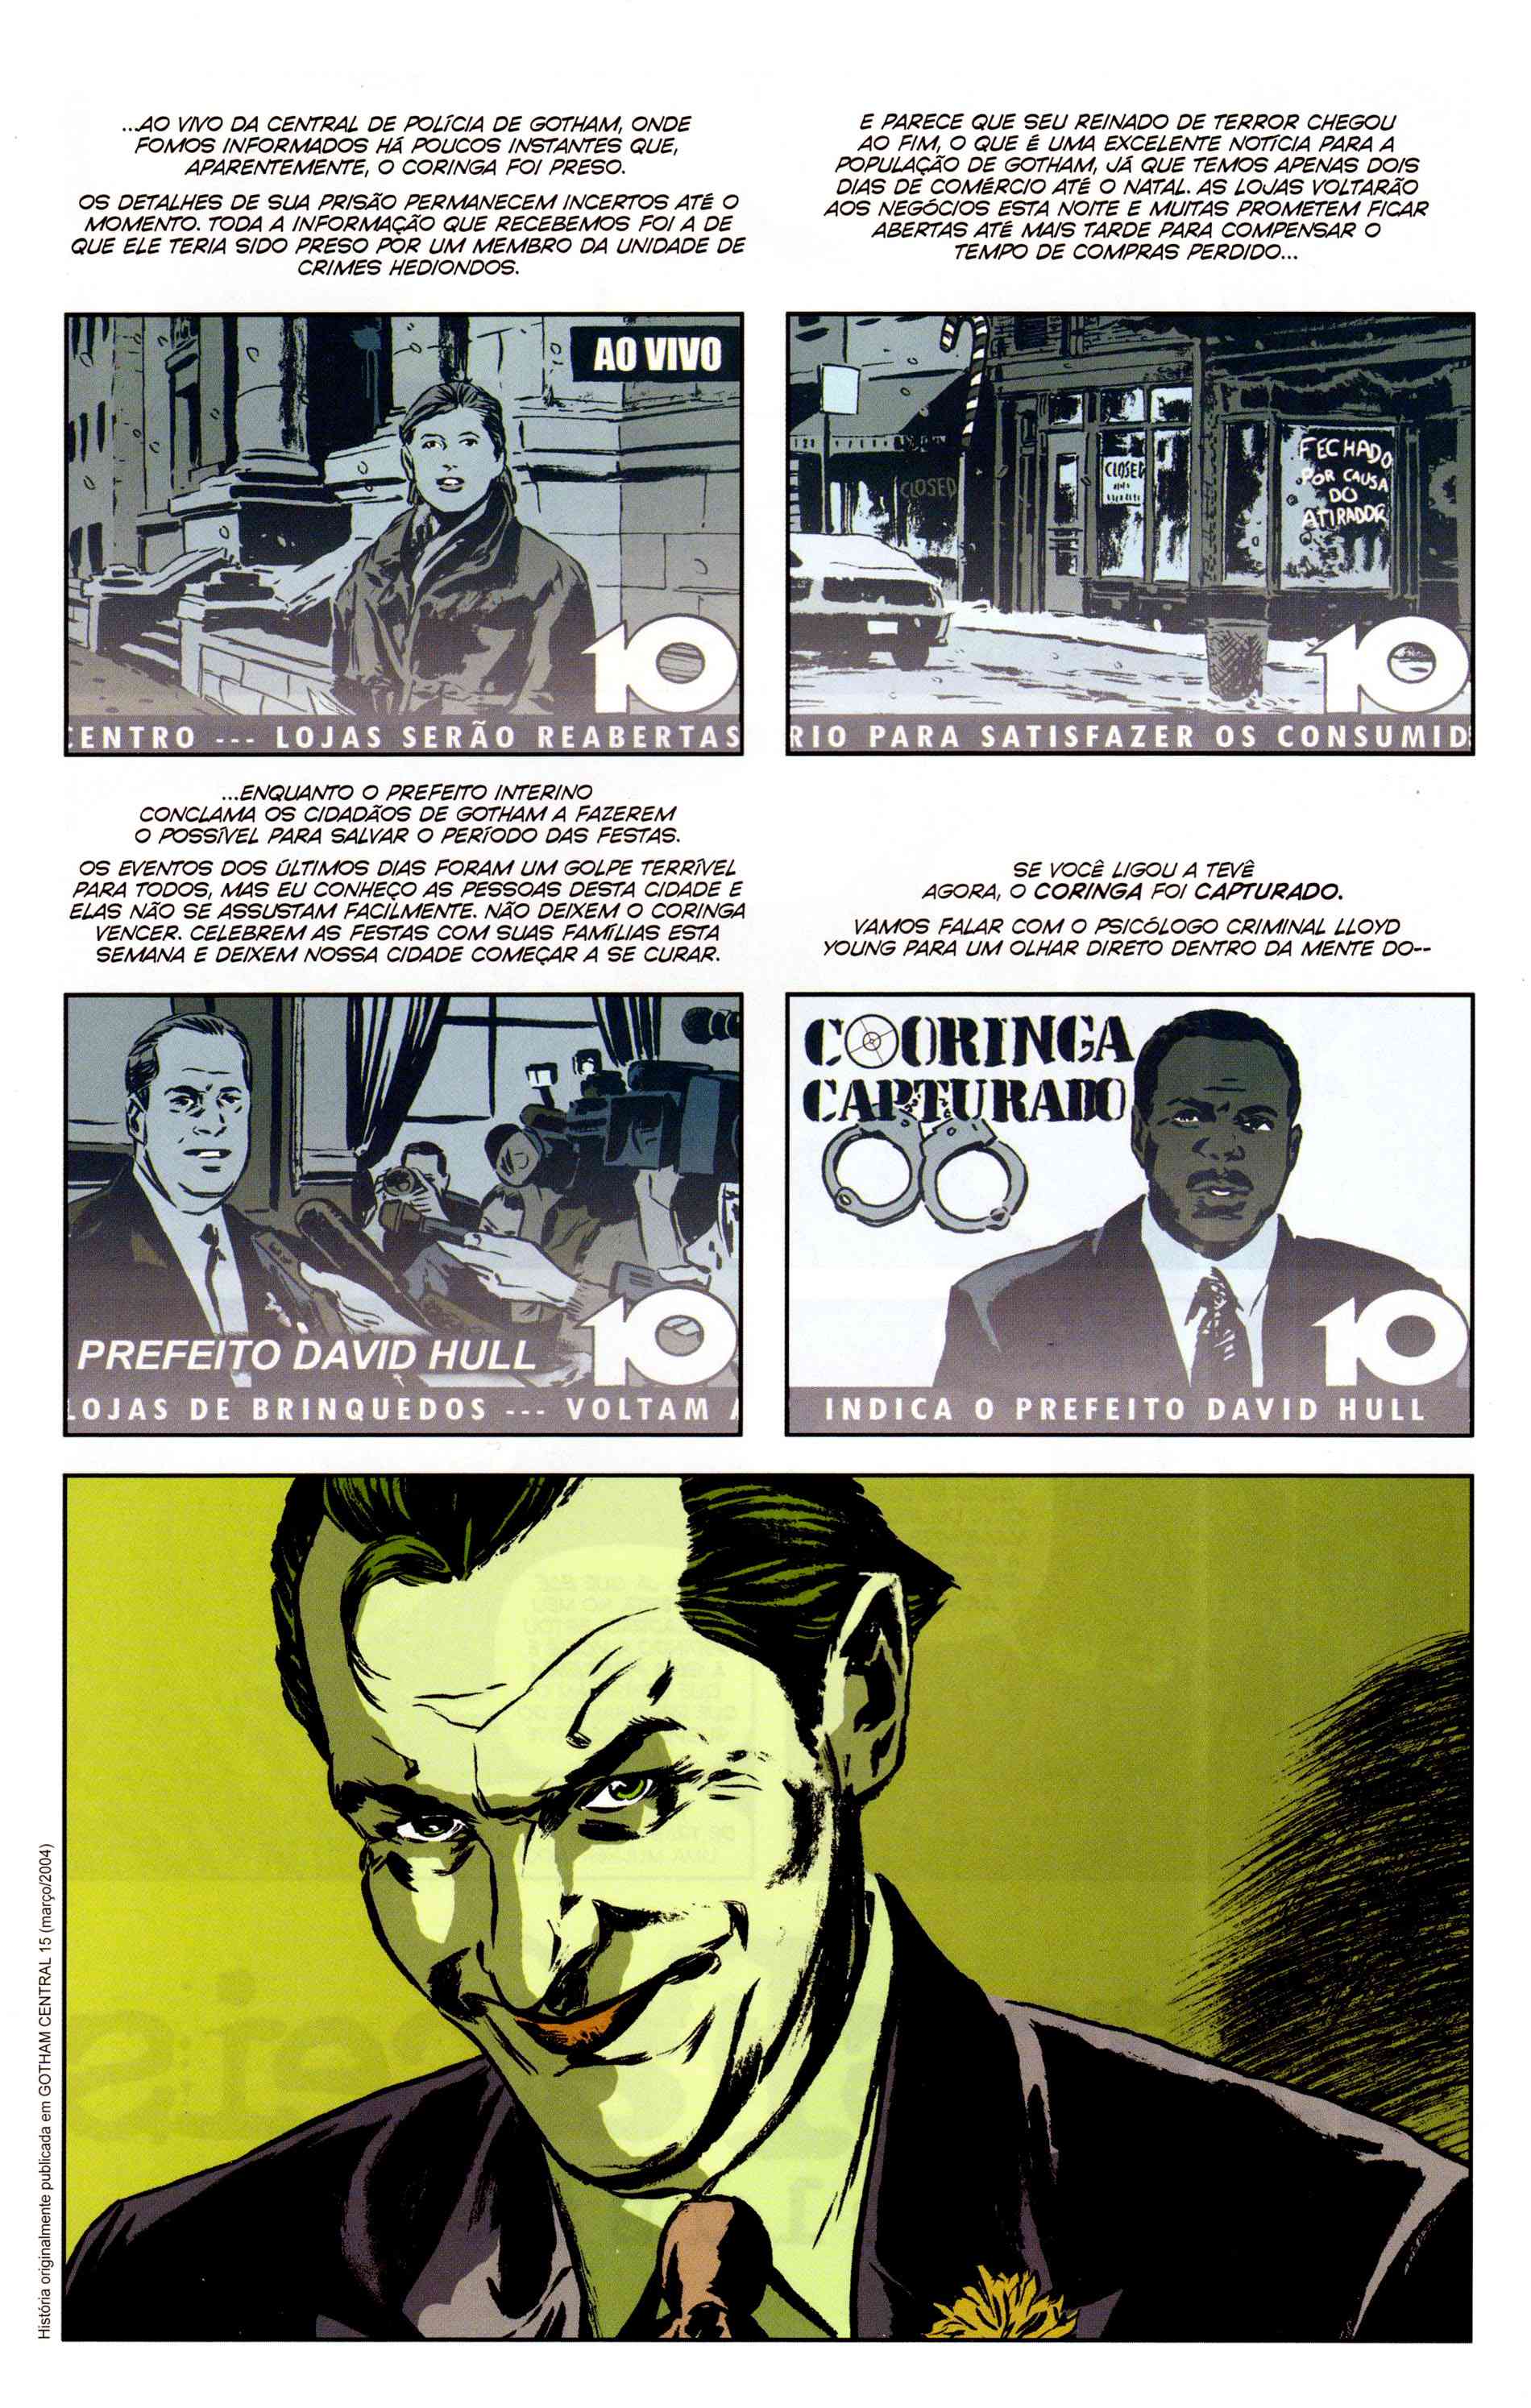 ...AO VIVO DA CENTRAL DE POLÍCIA DE GOTHAM, ONDE
FOMOS INFORMADOS HÁ POUCOS INSTANTES QUE,
APARENTEMENTE, O CORINGA FOI PRESO.
OS DETALHES DE SUA PRISÃO PERMANECEM INCERTOS ATÉ O
MOMENTO. TODA A INFORMAÇÃO QUE RECEBEMOS FOI A DE
QUE ELE TERIA SIDO PRESO POR UM MEMBRO DA UNIDADE DE
CRIMES HEDIONDOS.
AO VIVO
10
CENTRO --- LOJAS SERÃO REABERTAS
E PARECE QUE SEU REINADO DE TERROR CHEGOU
AO FIM, O QUE É UMA EXCELENTE NOTÍCIA PARA A
POPULAÇÃO DE GOTHAM, JÁ QUE TEMOS APENAS DOIS
DIAS DE COMÉRCIO ATÉ O NATAL. AS LOJAS VOLTARÃO
AOS NEGÓCIOS ESTA NOITE E MUITAS PROMETEM FICAR
ABERTAS ATÉ MAIS TARDE PARA COMPENSAR O
TEMPO DE COMPRAS PERDIDO...
CLOSED
CLOSED
FECHADO
POR CAUSA
DO
ATIRADOR
10
RIO PARA SATISFAZER OS CONSUMID
...ENQUANTO O PREFEITO INTERINO
CONCLAMA OS CIDADÃOS DE GOTHAM A FAZEREM
O POSSÍVEL PARA SALVAR O PERÍODO DAS FESTAS.
OS EVENTOS DOS ÚLTIMOS DIAS FORAM UM GOLPE TERRÍVEL
PARA TODOS, MAS EU CONHEÇO AS PESSOAS DESTA CIDADE E
ELAS NÃO SE ASSUSTAM FACILMENTE. NÃO DEIXEM O CORINGA
VENCER. CELEBREM AS FESTAS COM SUAS FAMÍLIAS ESTA
SEMANA E DEIXEM NOSSA CIDADE COMEÇAR A SE CURAR.
PREFEITO DAVID HULL
10
LOJAS DE BRINQUEDOS --- VOLTAM A
SE VOCÊ LIGOU A TEVÊ
AGORA, O CORINGA FOI CAPTURADO.
VAMOS FALAR COM O PSICÓLOGO CRIMINAL LLOYD
YOUNG PARA UM OLHAR DIRETO DENTRO DA MENTE DO--
COORINGA
CAPTURADO
10
INDICA O PREFEITO DAVID HULL
História originalmente publicada em GOTHAM CENTRAL 15 (março/2004)